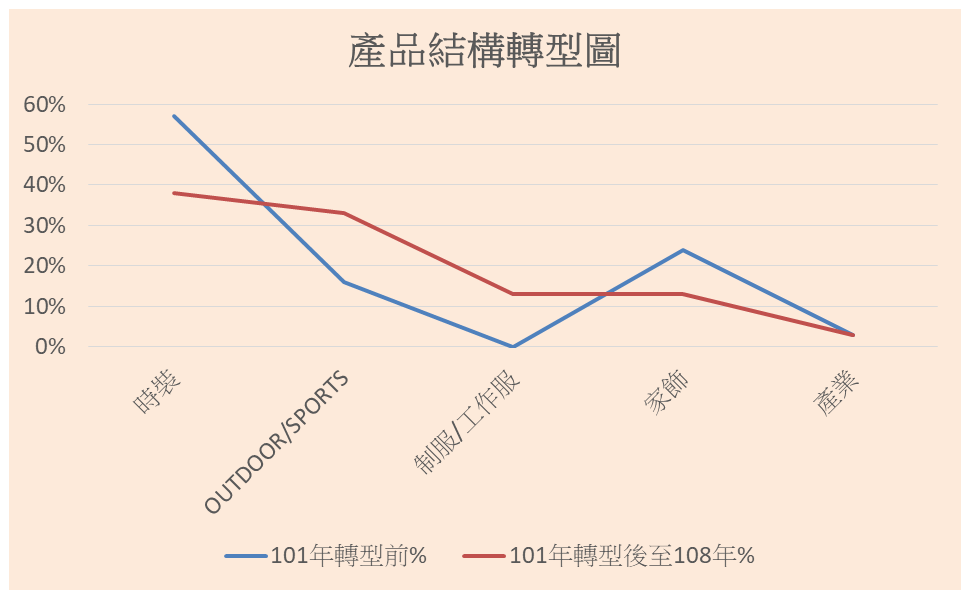 產品結構轉型圖
60%
50%
40%
30%
20%
10%
0%
時裝
OUTDOOR/SPORTS
制服/工作服
家飾
產業
101年轉型前%
101年轉型後至108年%